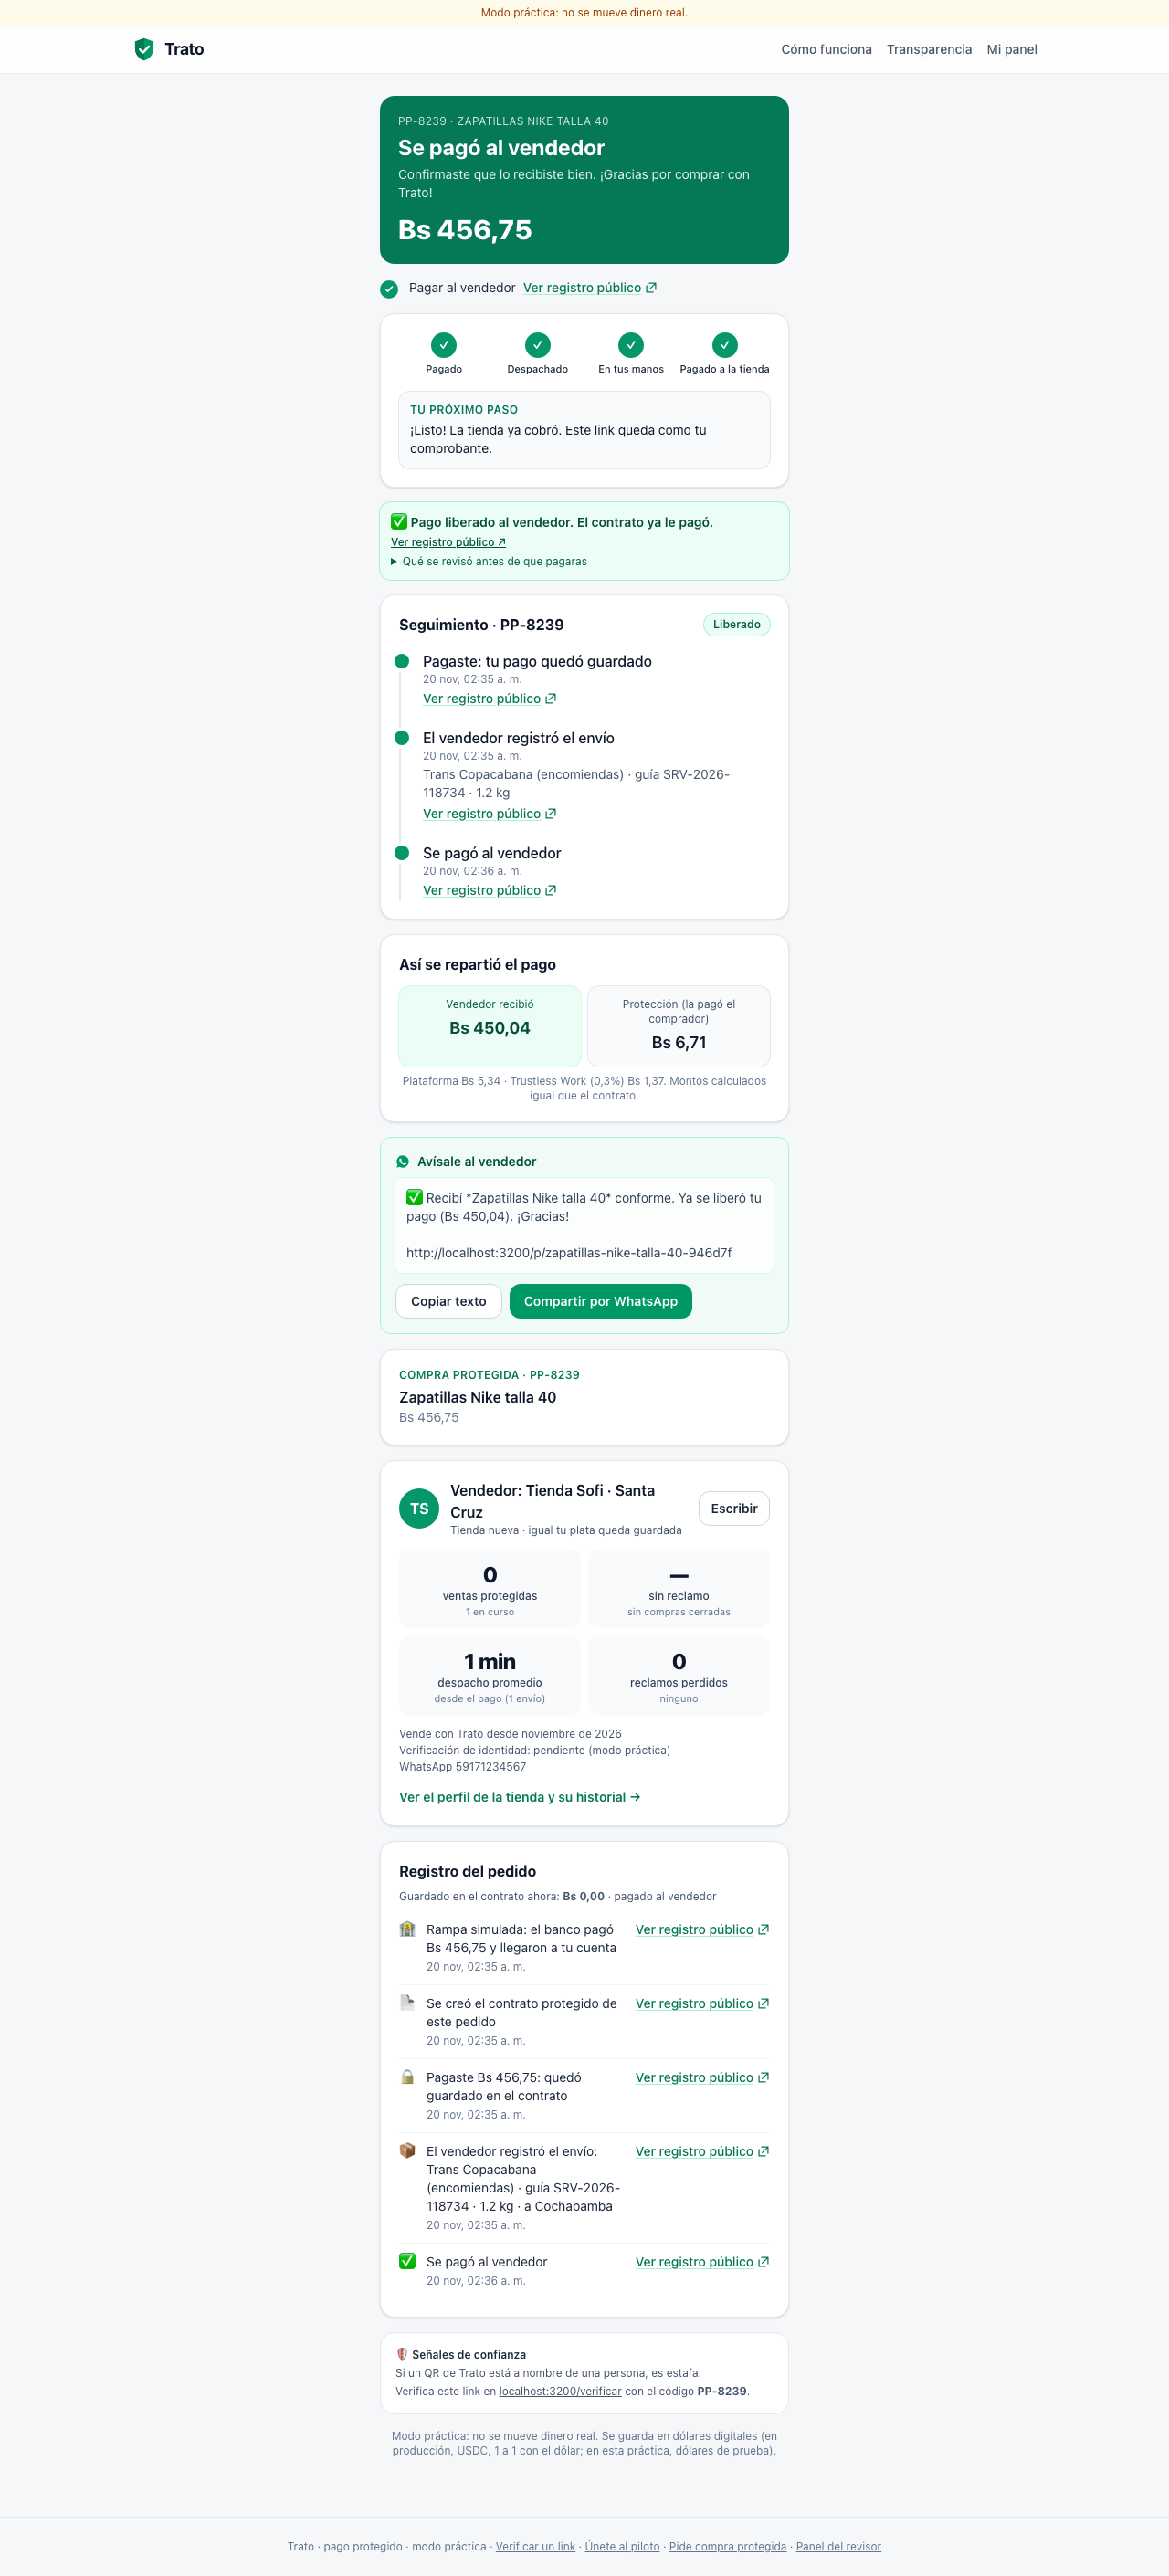 Modo práctica: no se mueve dinero real.
Trato
Cómo funciona Transparencia Mi panel
PP-8239 · ZAPATILLAS NIKE TALLA 40
Se pagó al vendedor
Confirmaste que lo recibiste bien. ¡Gracias por comprar con
Trato!
Bs 456,75
Pagar al vendedor Ver registro público
Pagado Despachado En tus manos Pagado a la tienda
TU PRÓXIMO PASO
¡Listo! La tienda ya cobró. Este link queda como tu
comprobante.
✅ Pago liberado al vendedor. El contrato ya le pagó.
Ver registro público ↗
▶ Qué se revisó antes de que pagaras
Seguimiento · PP-8239
Liberado
Pagaste: tu pago quedó guardado
20 nov, 02:35 a. m.
Ver registro público
El vendedor registró el envío
20 nov, 02:35 a. m.
Trans Copacabana (encomiendas) · guía SRV-2026-
118734 · 1.2 kg
Ver registro público
Se pagó al vendedor
20 nov, 02:36 a. m.
Ver registro público
Así se repartió el pago
Vendedor recibió
Bs 450,04
Protección (la pagó el
comprador)
Bs 6,71
Plataforma Bs 5,34 · Trustless Work (0,3%) Bs 1,37. Montos calculados
igual que el contrato.
Avísale al vendedor
✅ Recibí *Zapatillas Nike talla 40* conforme. Ya se liberó tu
pago (Bs 450,04). ¡Gracias!
http://localhost:3200/p/zapatillas-nike-talla-40-946d7f
Copiar texto
Compartir por WhatsApp
COMPRA PROTEGIDA · PP-8239
Zapatillas Nike talla 40
Bs 456,75
TS
Vendedor: Tienda Sofi · Santa
Cruz
Tienda nueva · igual tu plata queda guardada
Escribir
0
ventas protegidas
1 en curso
—
sin reclamo
sin compras cerradas
1 min
despacho promedio
desde el pago (1 envío)
0
reclamos perdidos
ninguno
Vende con Trato desde noviembre de 2026
Verificación de identidad: pendiente (modo práctica)
WhatsApp 59171234567
Ver el perfil de la tienda y su historial →
Registro del pedido
Guardado en el contrato ahora: Bs 0,00 · pagado al vendedor
Rampa simulada: el banco pagó
Bs 456,75 y llegaron a tu cuenta
20 nov, 02:35 a. m.
Ver registro público
Se creó el contrato protegido de
este pedido
20 nov, 02:35 a. m.
Ver registro público
Pagaste Bs 456,75: quedó
guardado en el contrato
20 nov, 02:35 a. m.
Ver registro público
El vendedor registró el envío:
Trans Copacabana
(encomiendas) · guía SRV-2026-
118734 · 1.2 kg · a Cochabamba
20 nov, 02:35 a. m.
Ver registro público
Se pagó al vendedor
20 nov, 02:36 a. m.
Ver registro público
Señales de confianza
Si un QR de Trato está a nombre de una persona, es estafa.
Verifica este link en localhost:3200/verificar con el código PP-8239.
Modo práctica: no se mueve dinero real. Se guarda en dólares digitales (en
producción, USDC, 1 a 1 con el dólar; en esta práctica, dólares de prueba).
Trato · pago protegido · modo práctica · Verificar un link · Únete al piloto · Pide compra protegida · Panel del revisor